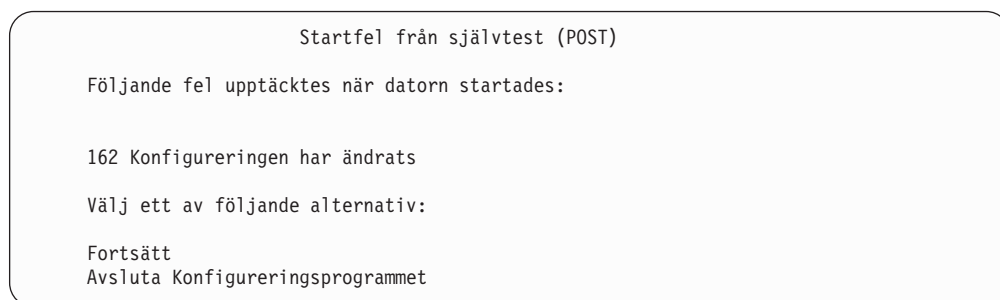 Startfel från självtest (POST)
Följande fel upptäcktes när datorn startades:
162 Konfigureringen har ändrats
Välj ett av följande alternativ:
Fortsätt
Avsluta Konfigureringsprogrammet